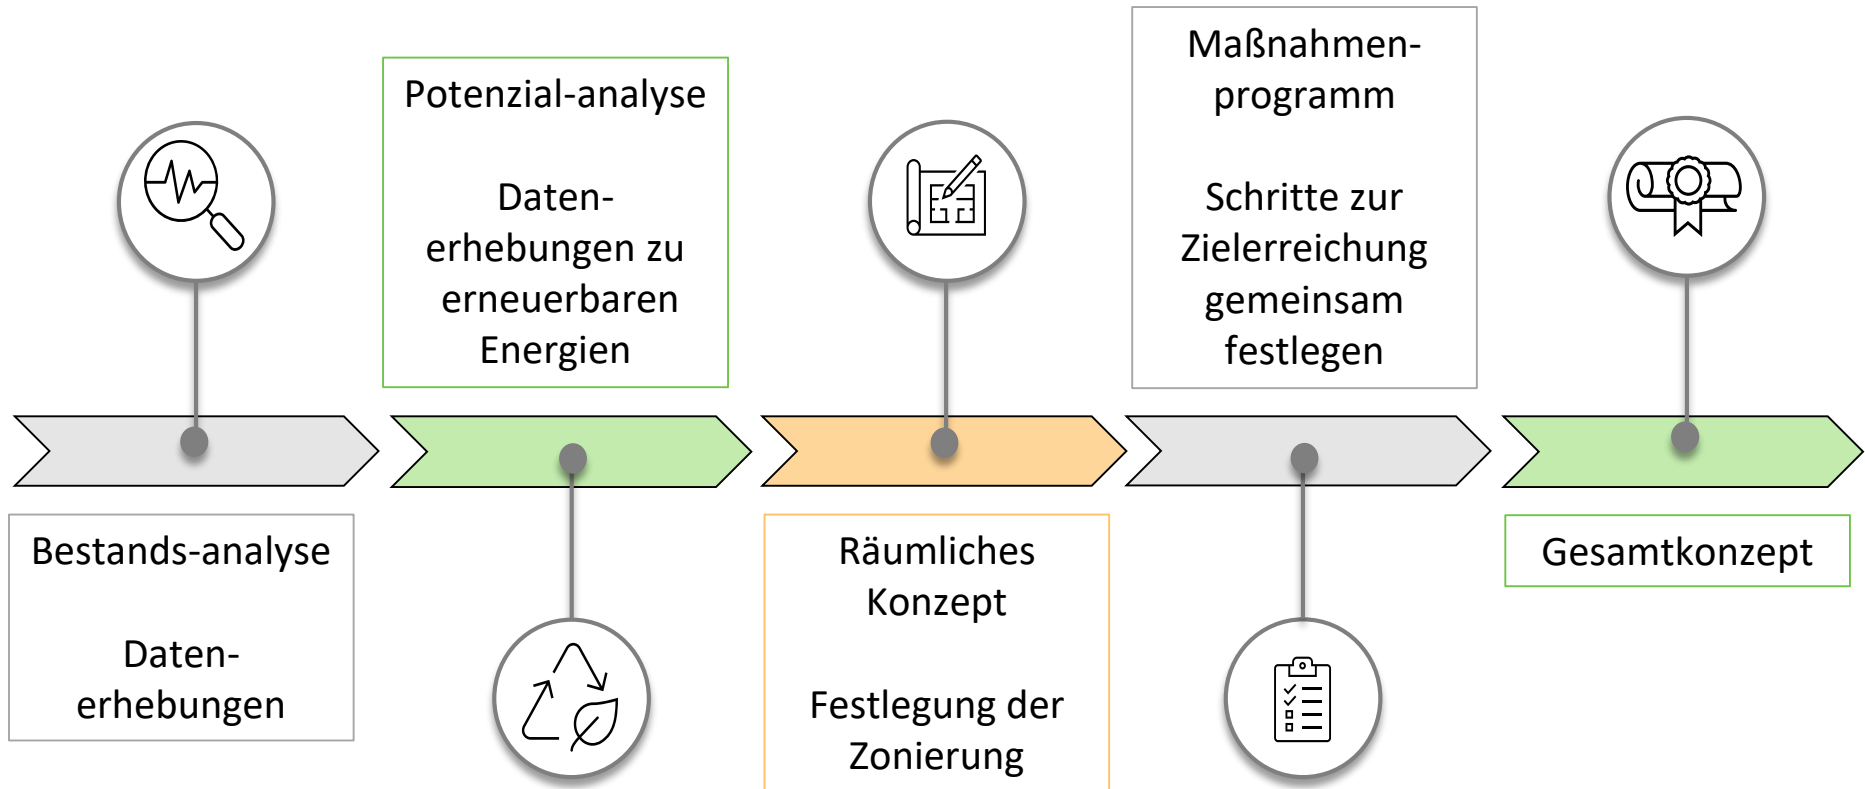 Bestands-analyse
Daten-
erhebungen
Potenzial-analyse
Daten-
erhebungen zu
erneuerbaren
Energien
Räumliches
Konzept
Festlegung der
Zonierung
Maßnahmen-
programm
Schritte zur
Zielerreichung
gemeinsam
festlegen
Gesamtkonzept